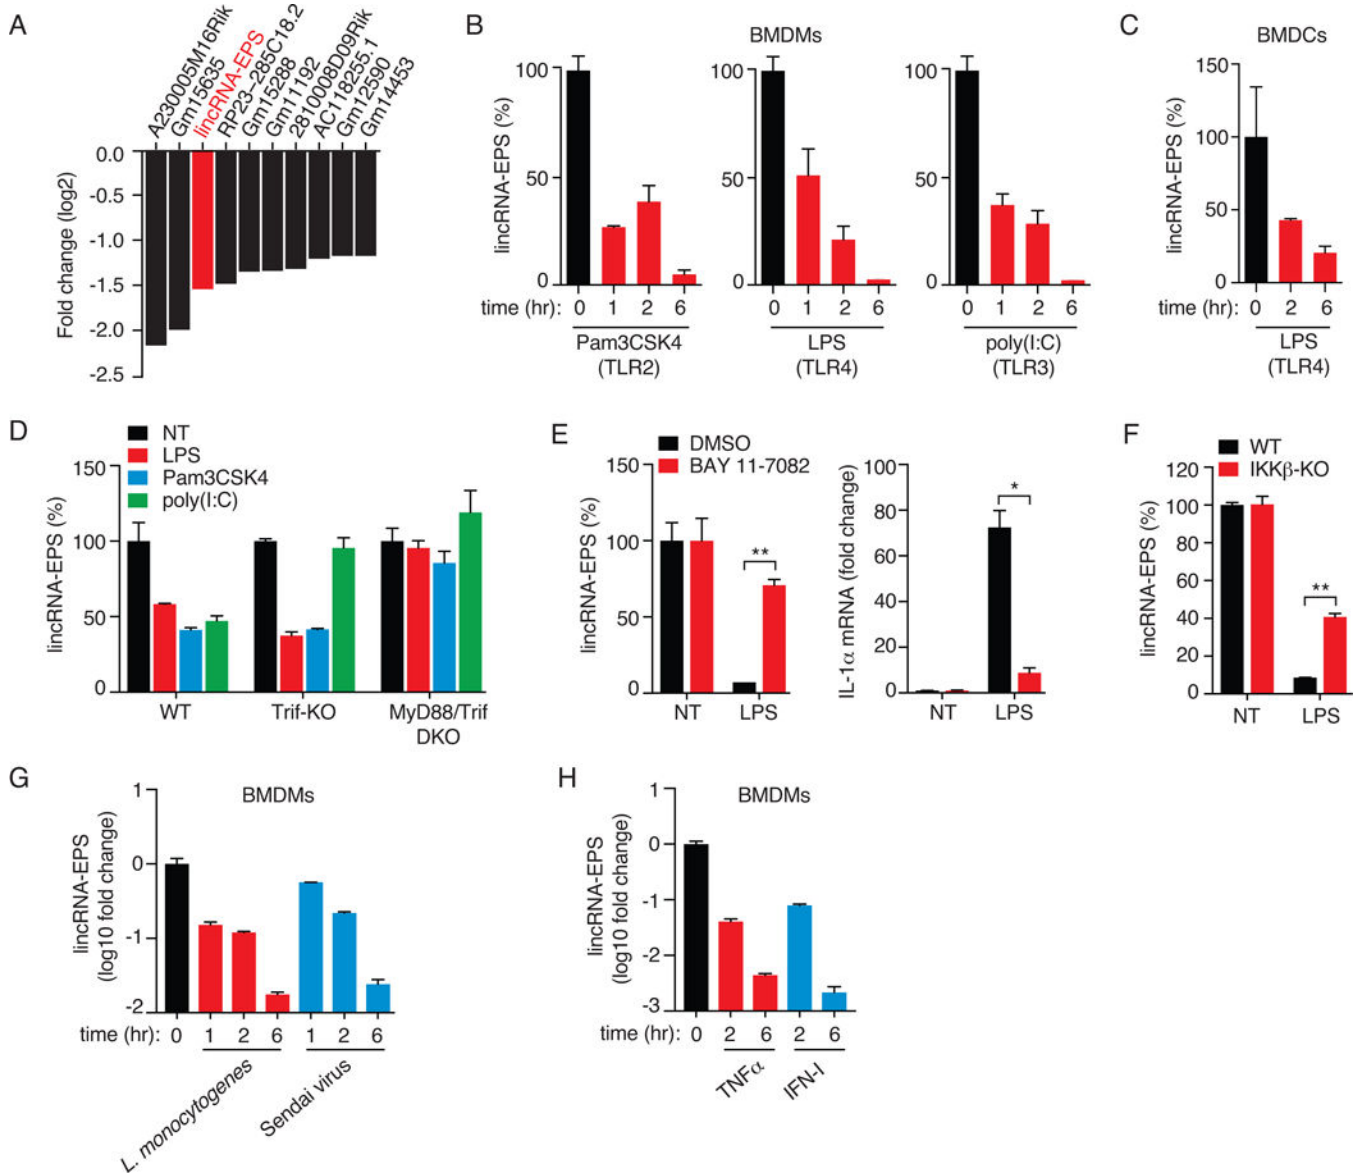 A
A230005M16Rik
Gm15635
lincRNA-EPS
RP23-285C18.2
Gm15288
Gm11192
2810008D09Rik
AC118255.1
Gm12590
Gm14453
Fold change (log2)
0.0
-0.5
-1.0
-1.5
-2.0
-2.5
B
BMDMs
lincRNA-EPS (%)
100
50
0
time (hr): 0 1 2 6
Pam3CSK4
(TLR2)
100
50
0
0 1 2 6
LPS
(TLR4)
100
50
0
0 1 2 6
poly(I:C)
(TLR3)
C
BMDCs
lincRNA-EPS (%)
150
100
50
0
0 2 6
LPS
(TLR4)
D
NT
LPS
Pam3CSK4
poly(I:C)
lincRNA-EPS (%)
150
100
50
0
WT Trif-KO MyD88/Trif
DKO
E
DMSO
BAY 11-7082
lincRNA-EPS (%)
150
100
50
0
**
NT LPS
IL-1α mRNA (fold change)
100
80
60
40
20
0
*
NT LPS
F
WT
IKKβ-KO
lincRNA-EPS (%)
120
100
80
60
40
20
0
**
NT LPS
G
BMDMs
lincRNA-EPS
(log10 fold change)
1
0
-1
-2
time (hr): 0 1 2 6 1 2 6
L. monocytogenes
Sendai virus
H
BMDMs
lincRNA-EPS
(log10 fold change)
1
0
-1
-2
-3
time (hr): 0 2 6 2 6
TNFα
IFN-I